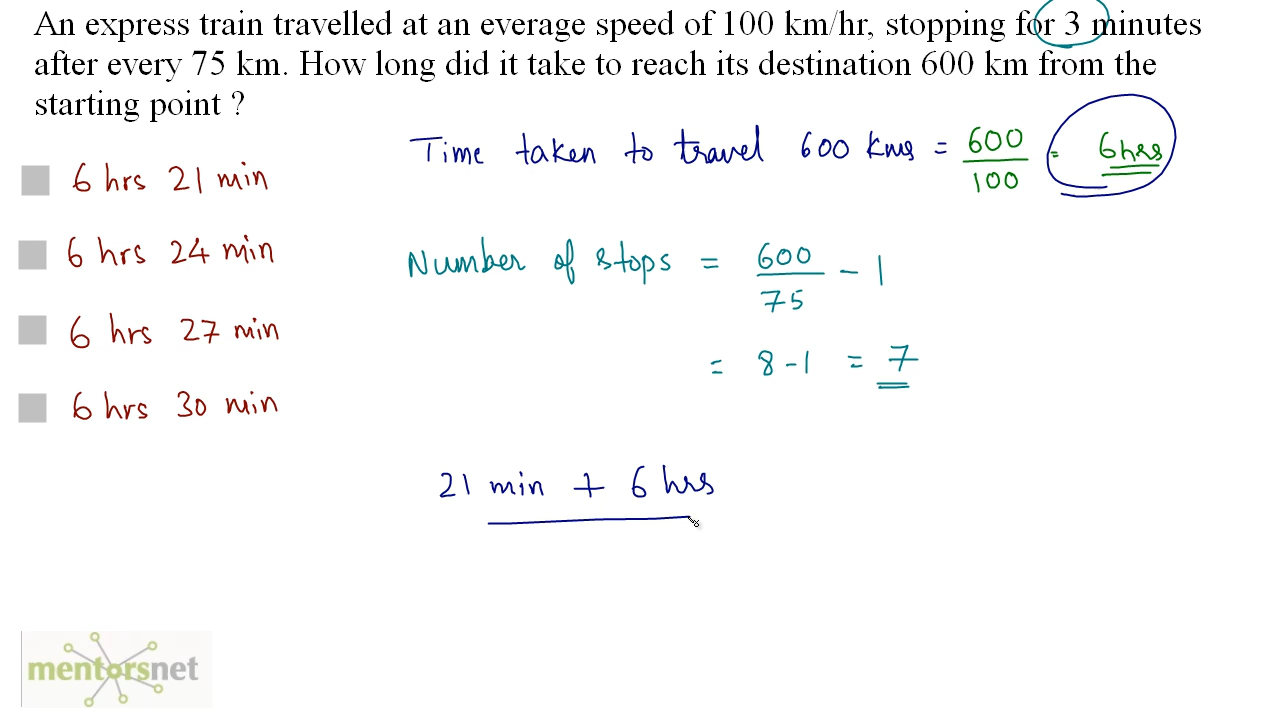 An express train travelled at an everage speed of 100 km/hr, stopping for 3 minutes
after every 75 km. How long did it take to reach its destination 600 km from the
starting point ?
Time taken to travel 600 kms = 600/100 = 6hrs
6 hrs 21 min
6 hrs 24 min
6 hrs 27 min
6 hrs 30 min
Number of stops = 600/75 - 1
= 8-1 = 7
21 min + 6 hrs
mentorsnet